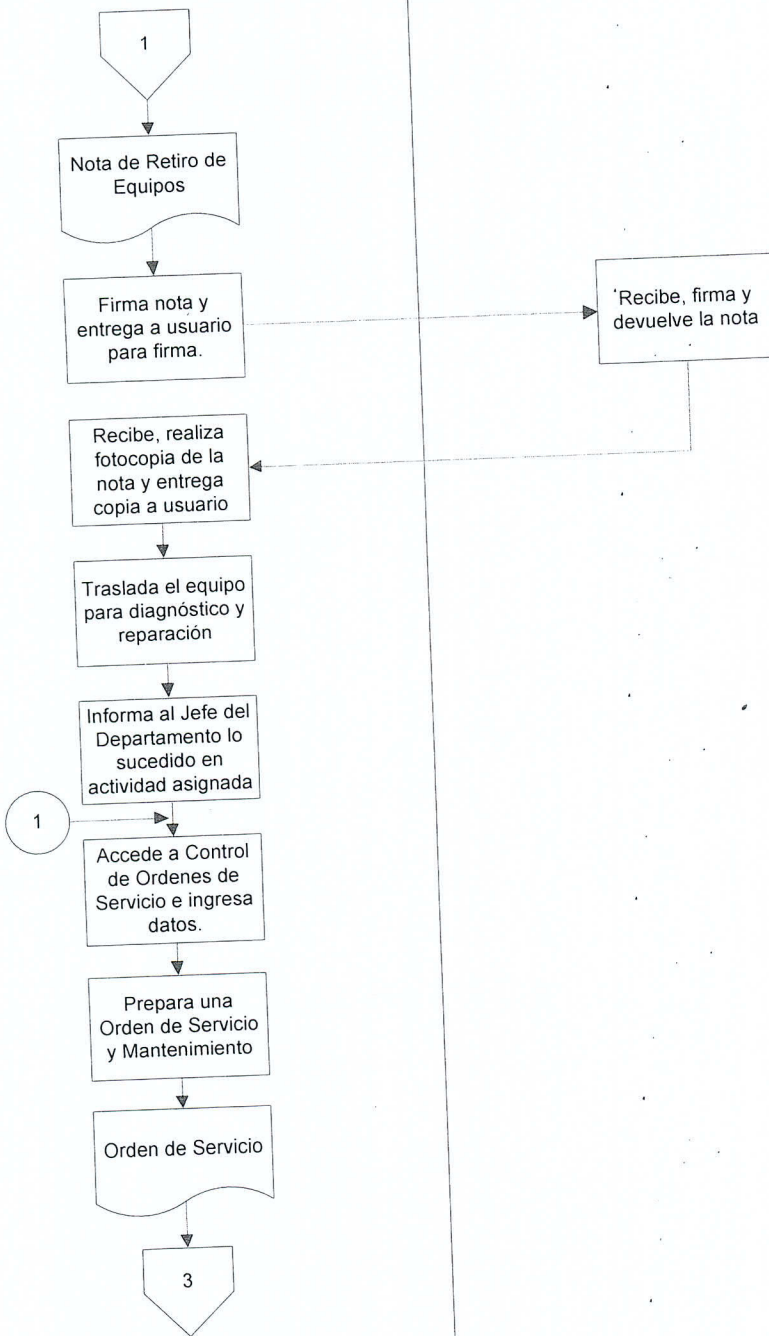 1
Nota de Retiro de
Equipos
Firma nota y
entrega a usuario
para firma.
Recibe, firma y
devuelve la nota
Recibe, realiza
fotocopia de la
nota y entrega
copia a usuario
Traslada el equipo
para diagnóstico y
reparación
Informa al Jefe del
Departamento lo
sucedido en
actividad asignada
1
Accede a Control
de Ordenes de
Servicio e ingresa
datos.
Prepara una
Orden de Servicio
y Mantenimiento
Orden de Servicio
3